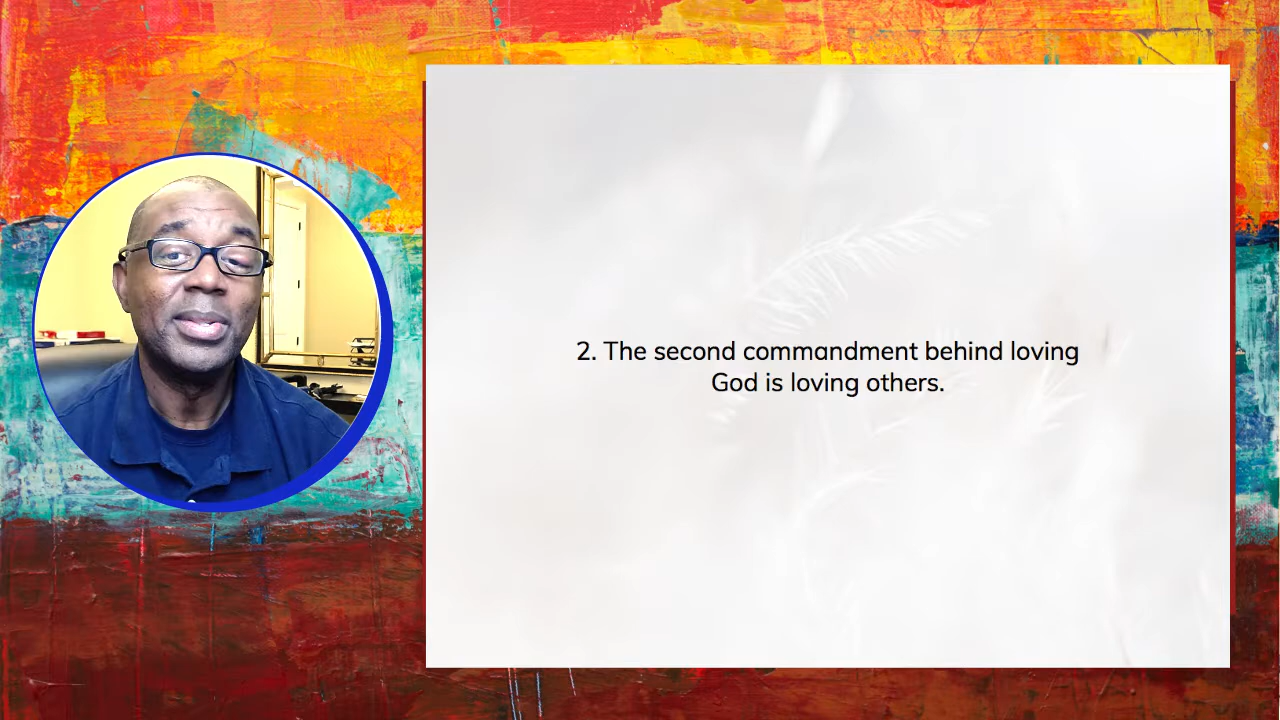 2. The second commandment behind loving
God is loving others.